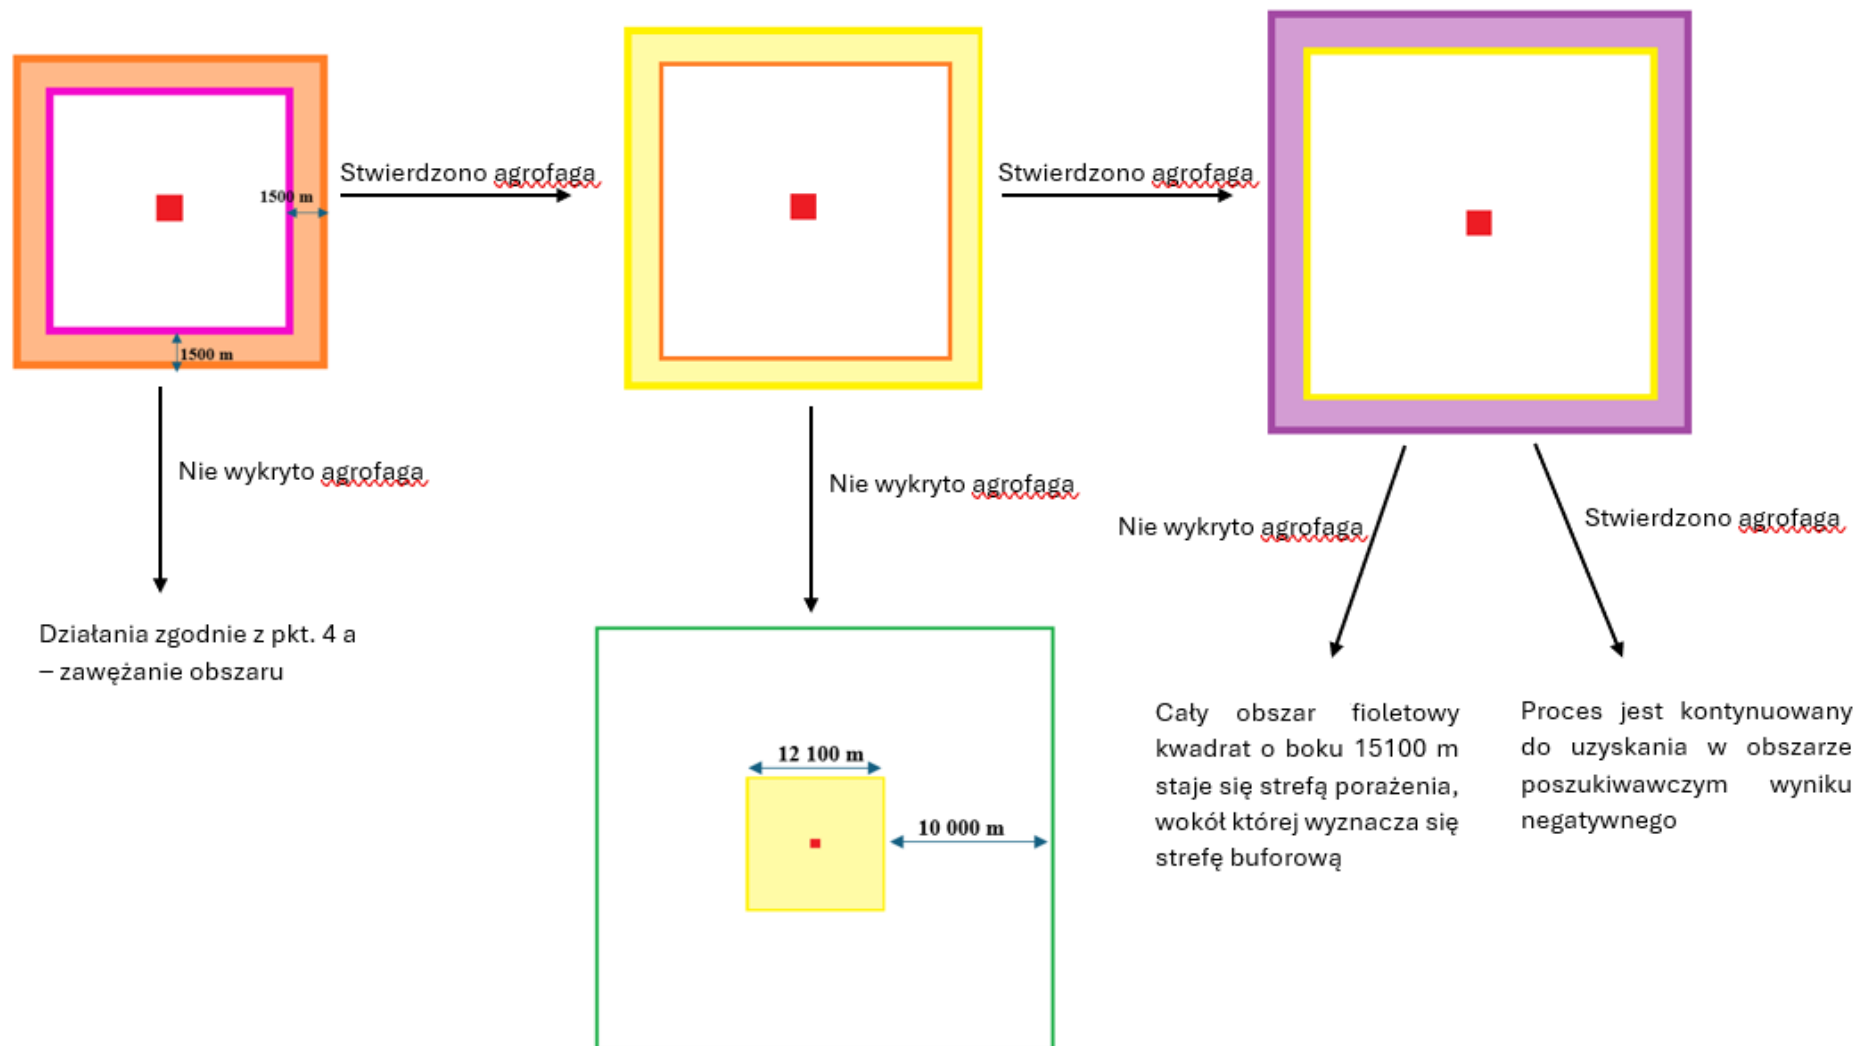 1500 m
1500 m
Stwierdzono agrofaga
Stwierdzono agrofaga
Nie wykryto agrofaga
Nie wykryto agrofaga
Nie wykryto agrofaga
Stwierdzono agrofaga
Działania zgodnie z pkt. 4 a
– zawężanie obszaru
12 100 m
10 000 m
Cały obszar fioletowy
kwadrat o boku 15100 m
staje się strefą porażenia,
wokół której wyznacza się
strefę buforową
Proces jest kontynuowany
do uzyskania w obszarze
poszukiwawczym wyniku
negatywnego